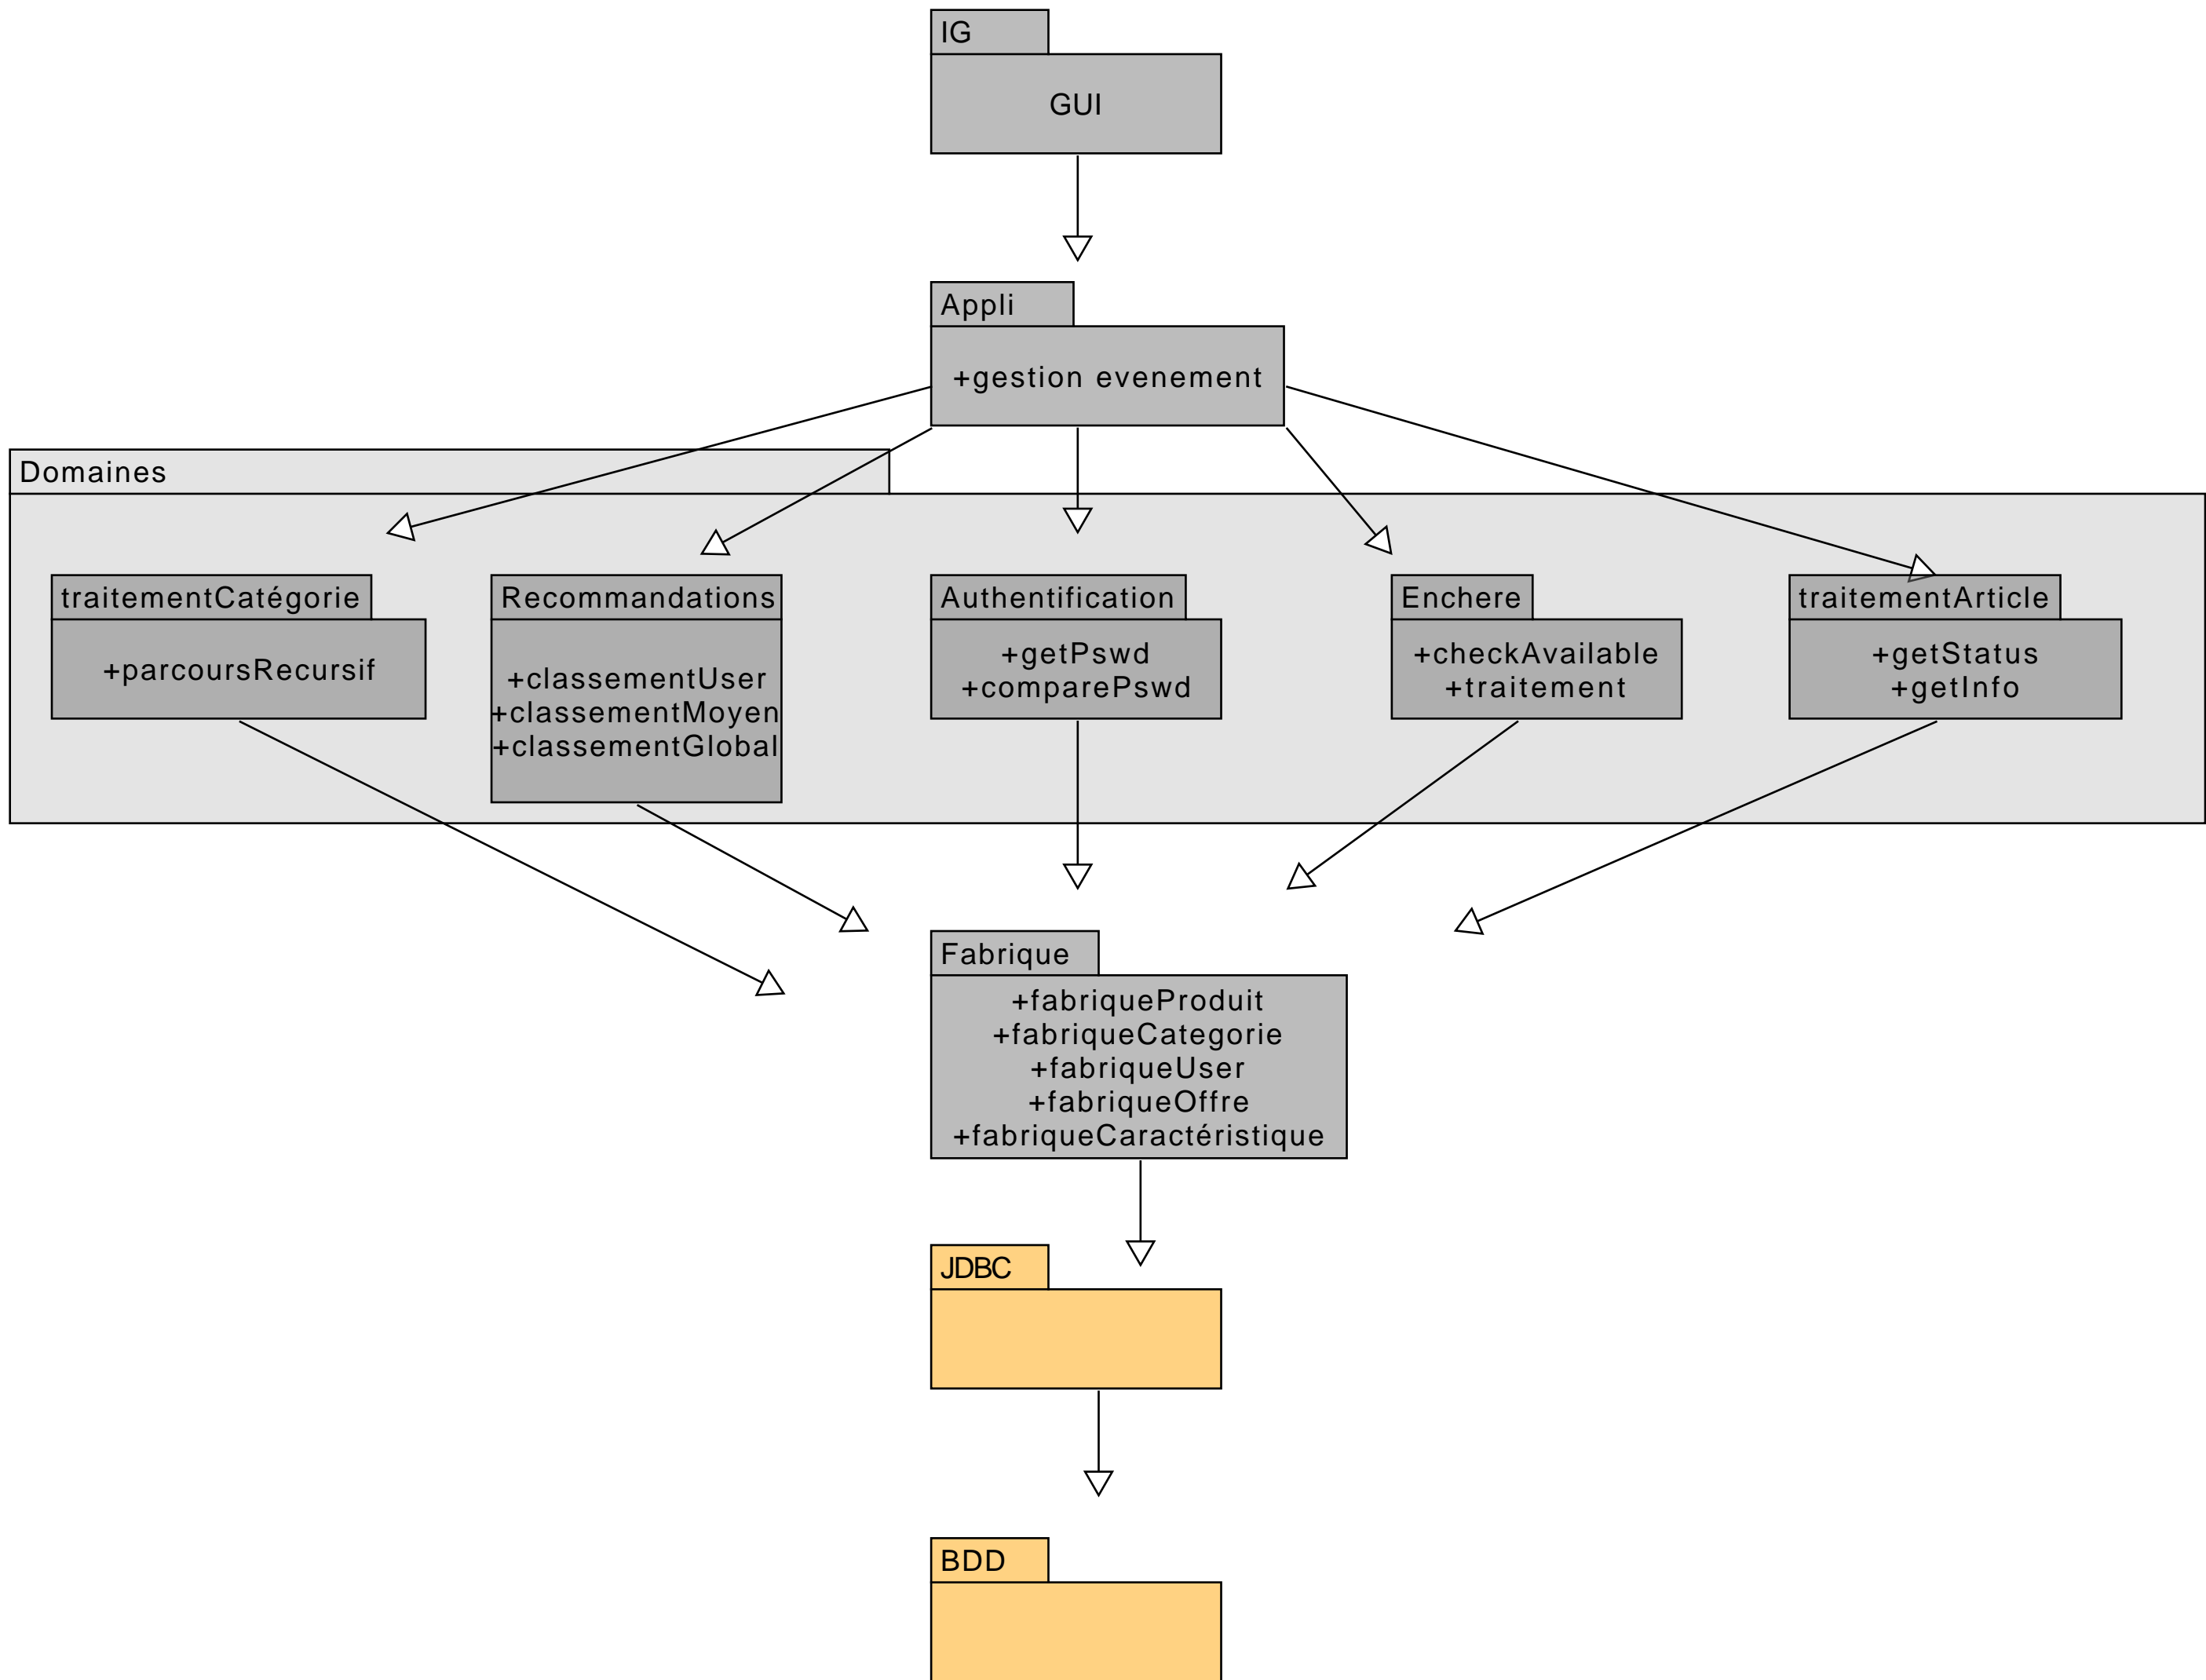 IG
GUI
Appli
+gestion evenement
Domaines
traitementCatégorie
+parcoursRecursif
Recommandations
+classementUser
+classementMoyen
+classementGlobal
Authentification
+getPswd
+comparePswd
Enchere
+checkAvailable
+traitement
traitementArticle
+getStatus
+getInfo
Fabrique
+fabriqueProduit
+fabriqueCategorie
+fabriqueUser
+fabriqueOffre
+fabriqueCaractéristique
JDBC
BDD